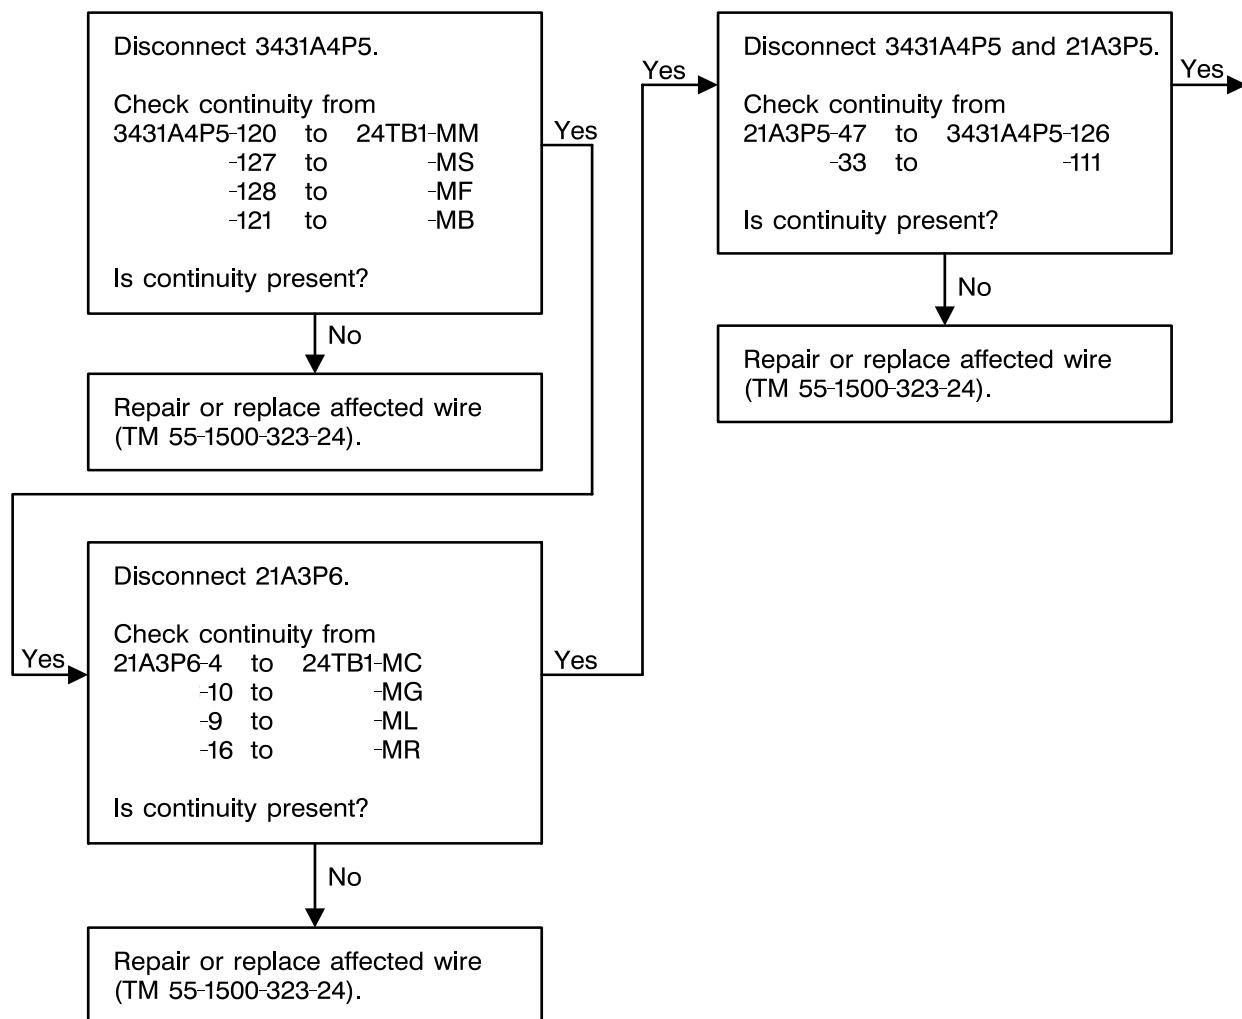 Disconnect 3431A4P5.
Check continuity from
3431A4P5-120 to 24TB1-MM
-127 to -MS
-128 to -MF
-121 to -MB
Is continuity present?
Yes
No
Repair or replace affected wire
(TM 55-1500-323-24).
Yes
Disconnect 21A3P6.
Check continuity from
21A3P6-4 to 24TB1-MC
-10 to -MG
-9 to -ML
-16 to -MR
Is continuity present?
Yes
No
Repair or replace affected wire
(TM 55-1500-323-24).
Yes
Disconnect 3431A4P5 and 21A3P5.
Check continuity from
21A3P5-47 to 3431A4P5-126
-33 to -111
Is continuity present?
Yes
No
Repair or replace affected wire
(TM 55-1500-323-24).